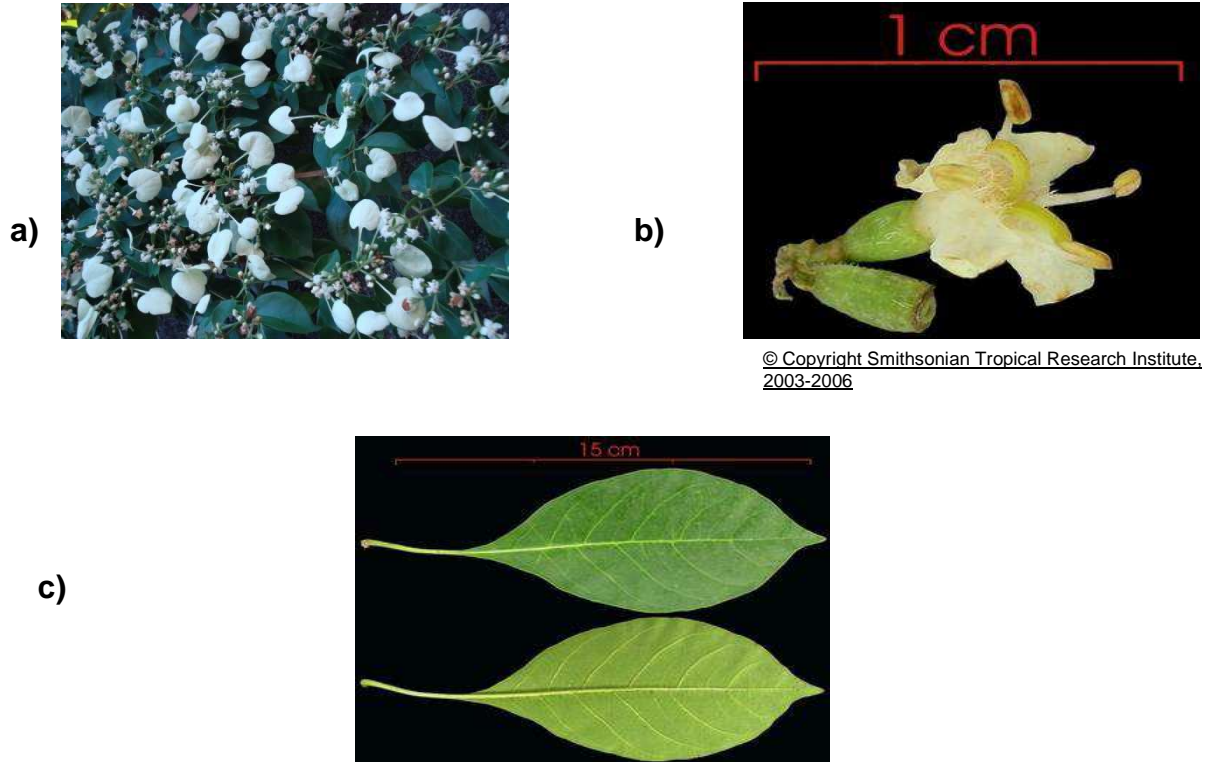 a)
b)
1 cm
© Copyright Smithsonian Tropical Research Institute,
2003-2006
c)
15 cm